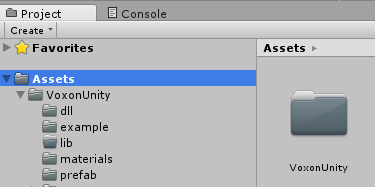 Project
Console
Create
Favorites
Assets
Assets
VoxonUnity
dll
example
lib
materials
prefab
VoxonUnity